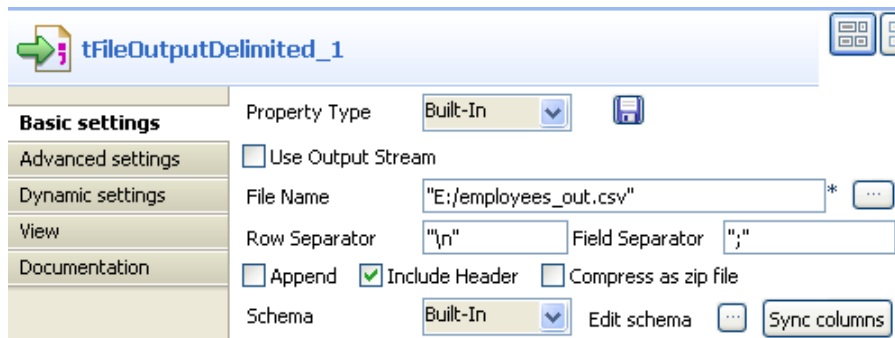 tFileOutputDelimited_1
Basic settings
Advanced settings
Dynamic settings
View
Documentation
Property Type Built-In
Use Output Stream
File Name "E:/employees_out.csv" * ...
Row Separator "\n" Field Separator ";"
Append Include Header Compress as zip file
Schema Built-In Edit schema ... Sync columns